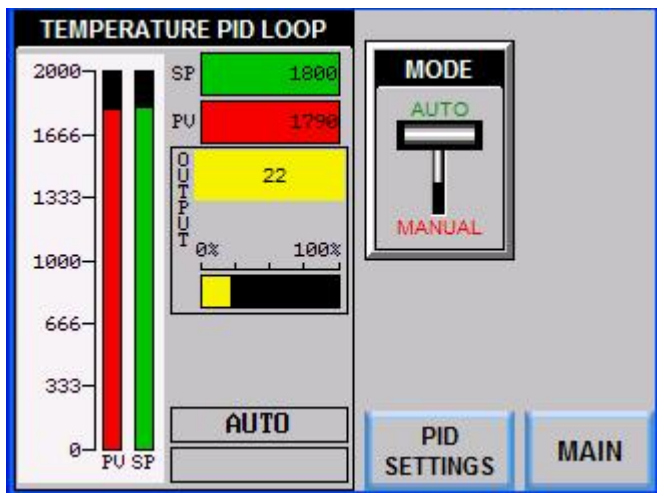 TEMPERATURE PID LOOP
2000
1666
1333
1000
666
333
0
PV SP
SP 1800
PV 1790
OUTPUT
22
0% 100%
AUTO
MODE
AUTO
MANUAL
PID
SETTINGS
MAIN